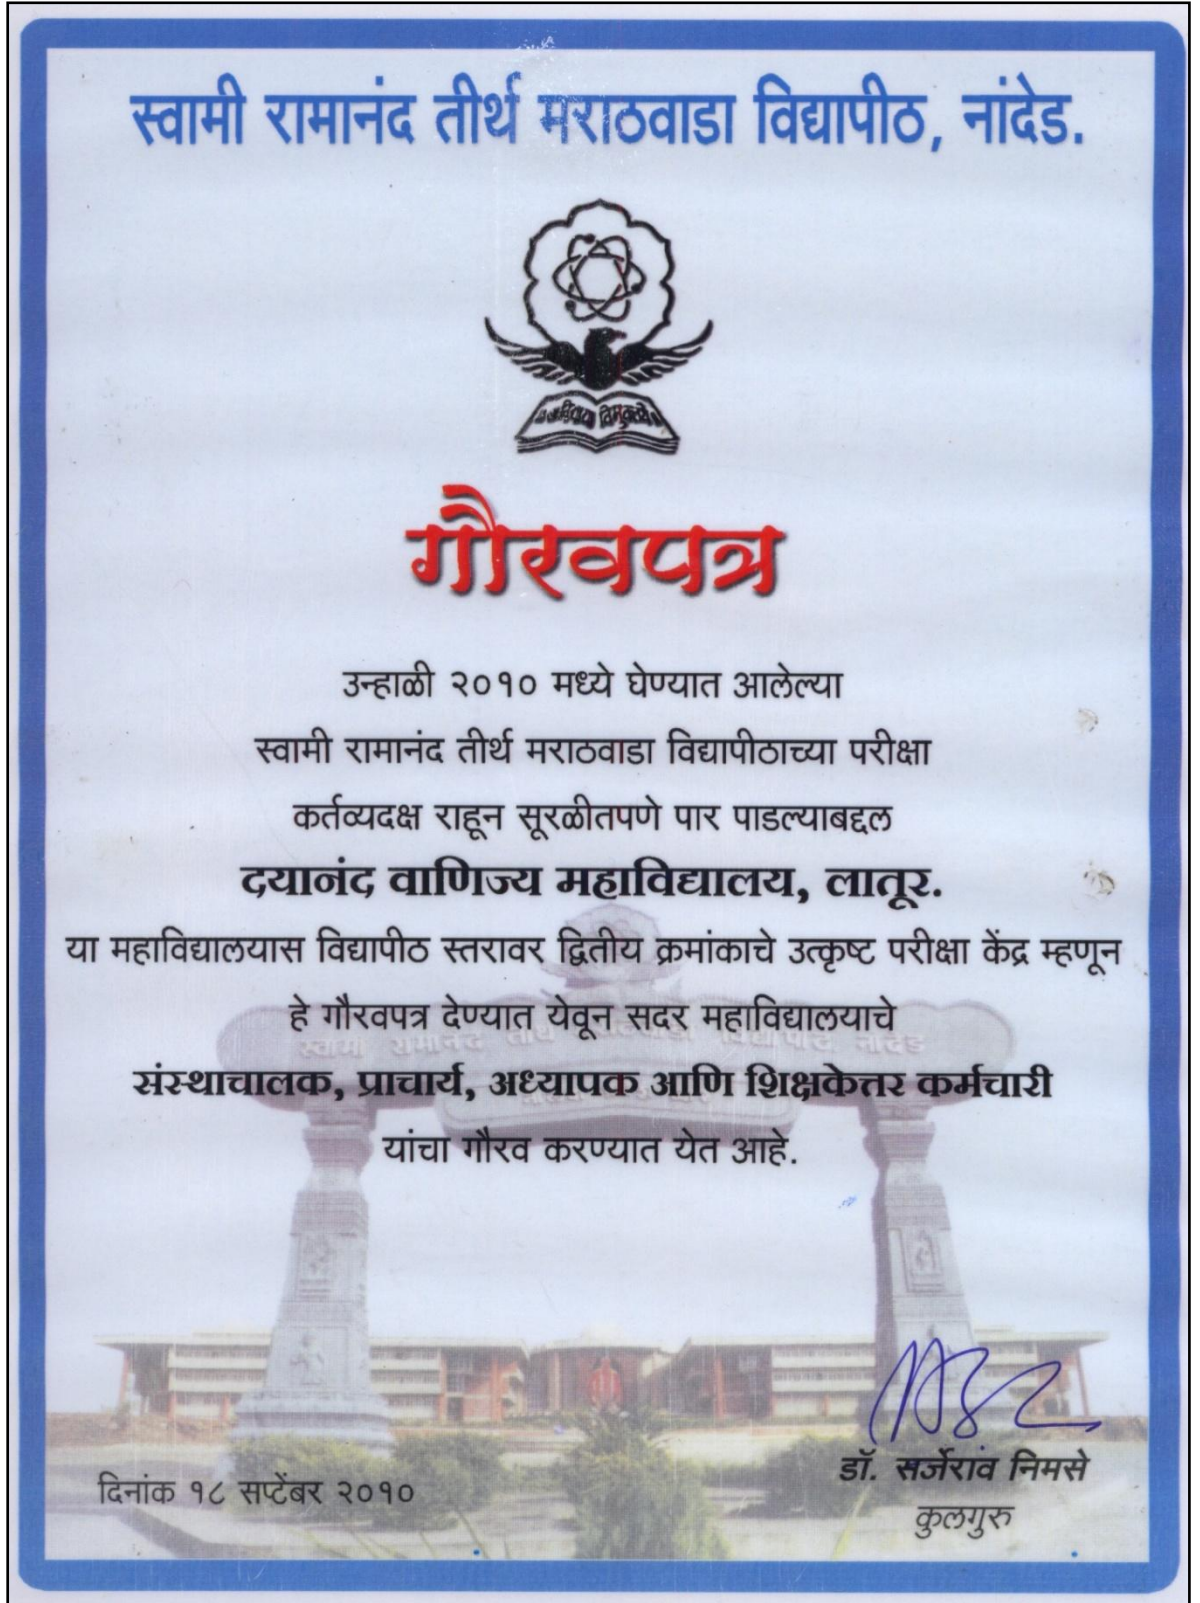 स्वामी रामानंद तीर्थ मराठवाडा विद्यापीठ, नांदेड.
गौरवपत्र
उन्हाळी २०१० मध्ये घेण्यात आलेल्या
स्वामी रामानंद तीर्थ मराठवाडा विद्यापीठाच्या परीक्षा
कर्तव्यदक्ष राहून सूरळीतपणे पार पाडल्याबद्दल
दयानंद वाणिज्य महाविद्यालय, लातूर.
या महाविद्यालयास विद्यापीठ स्तरावर द्वितीय क्रमांकाचे उत्कृष्ट परीक्षा केंद्र म्हणून
हे गौरवपत्र देण्यात येवून सदर महाविद्यालयाचे
स्वामी रामानंद तीर्थ मराठवाडा विद्यापीठ नांदेड
संस्थाचालक, प्राचार्य, अध्यापक आणि शिक्षकेत्तर कर्मचारी
यांचा गौरव करण्यात येत आहे.
डॉ. सर्जेराव निमसे
दिनांक १८ सप्टेंबर २०१०
कुलगुरु